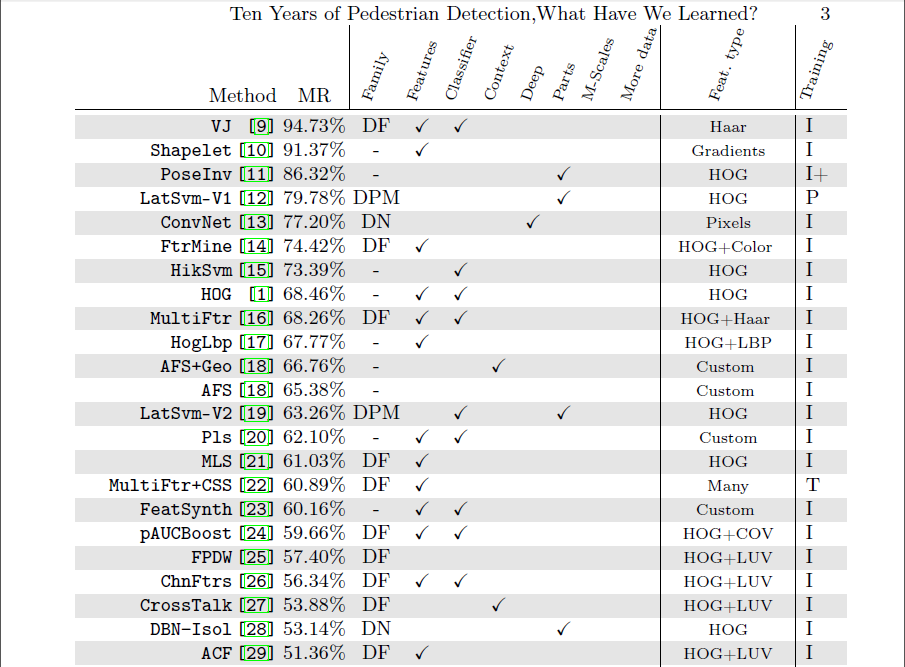 Ten Years of Pedestrian Detection,What Have We Learned? 3
Method MR Family Features Classifier Context Deep Parts M-Scales More data Feat. type Training
VJ [9] 94.73% DF ✓ ✓ Haar I
Shapelet [10] 91.37% - ✓ Gradients I
PoseInv [11] 86.32% - ✓ HOG I+
LatSvm-V1 [12] 79.78% DPM ✓ HOG P
ConvNet [13] 77.20% DN ✓ Pixels I
FtrMine [14] 74.42% DF ✓ HOG+Color I
HikSvm [15] 73.39% - ✓ HOG I
HOG [1] 68.46% - ✓ ✓ HOG I
MultiFtr [16] 68.26% DF ✓ ✓ HOG+Haar I
HogLbp [17] 67.77% - ✓ HOG+LBP I
AFS+Geo [18] 66.76% - ✓ Custom I
AFS [18] 65.38% - Custom I
LatSvm-V2 [19] 63.26% DPM ✓ ✓ HOG I
Pls [20] 62.10% - ✓ ✓ Custom I
MLS [21] 61.03% DF ✓ HOG I
MultiFtr+CSS [22] 60.89% DF ✓ Many T
FeatSynth [23] 60.16% - ✓ ✓ Custom I
pAUCBoost [24] 59.66% DF ✓ ✓ HOG+COV I
FPDW [25] 57.40% DF HOG+LUV I
ChnFtrs [26] 56.34% DF ✓ ✓ HOG+LUV I
CrossTalk [27] 53.88% DF ✓ HOG+LUV I
DBN-Isol [28] 53.14% DN ✓ HOG I
ACF [29] 51.36% DF ✓ HOG+LUV I